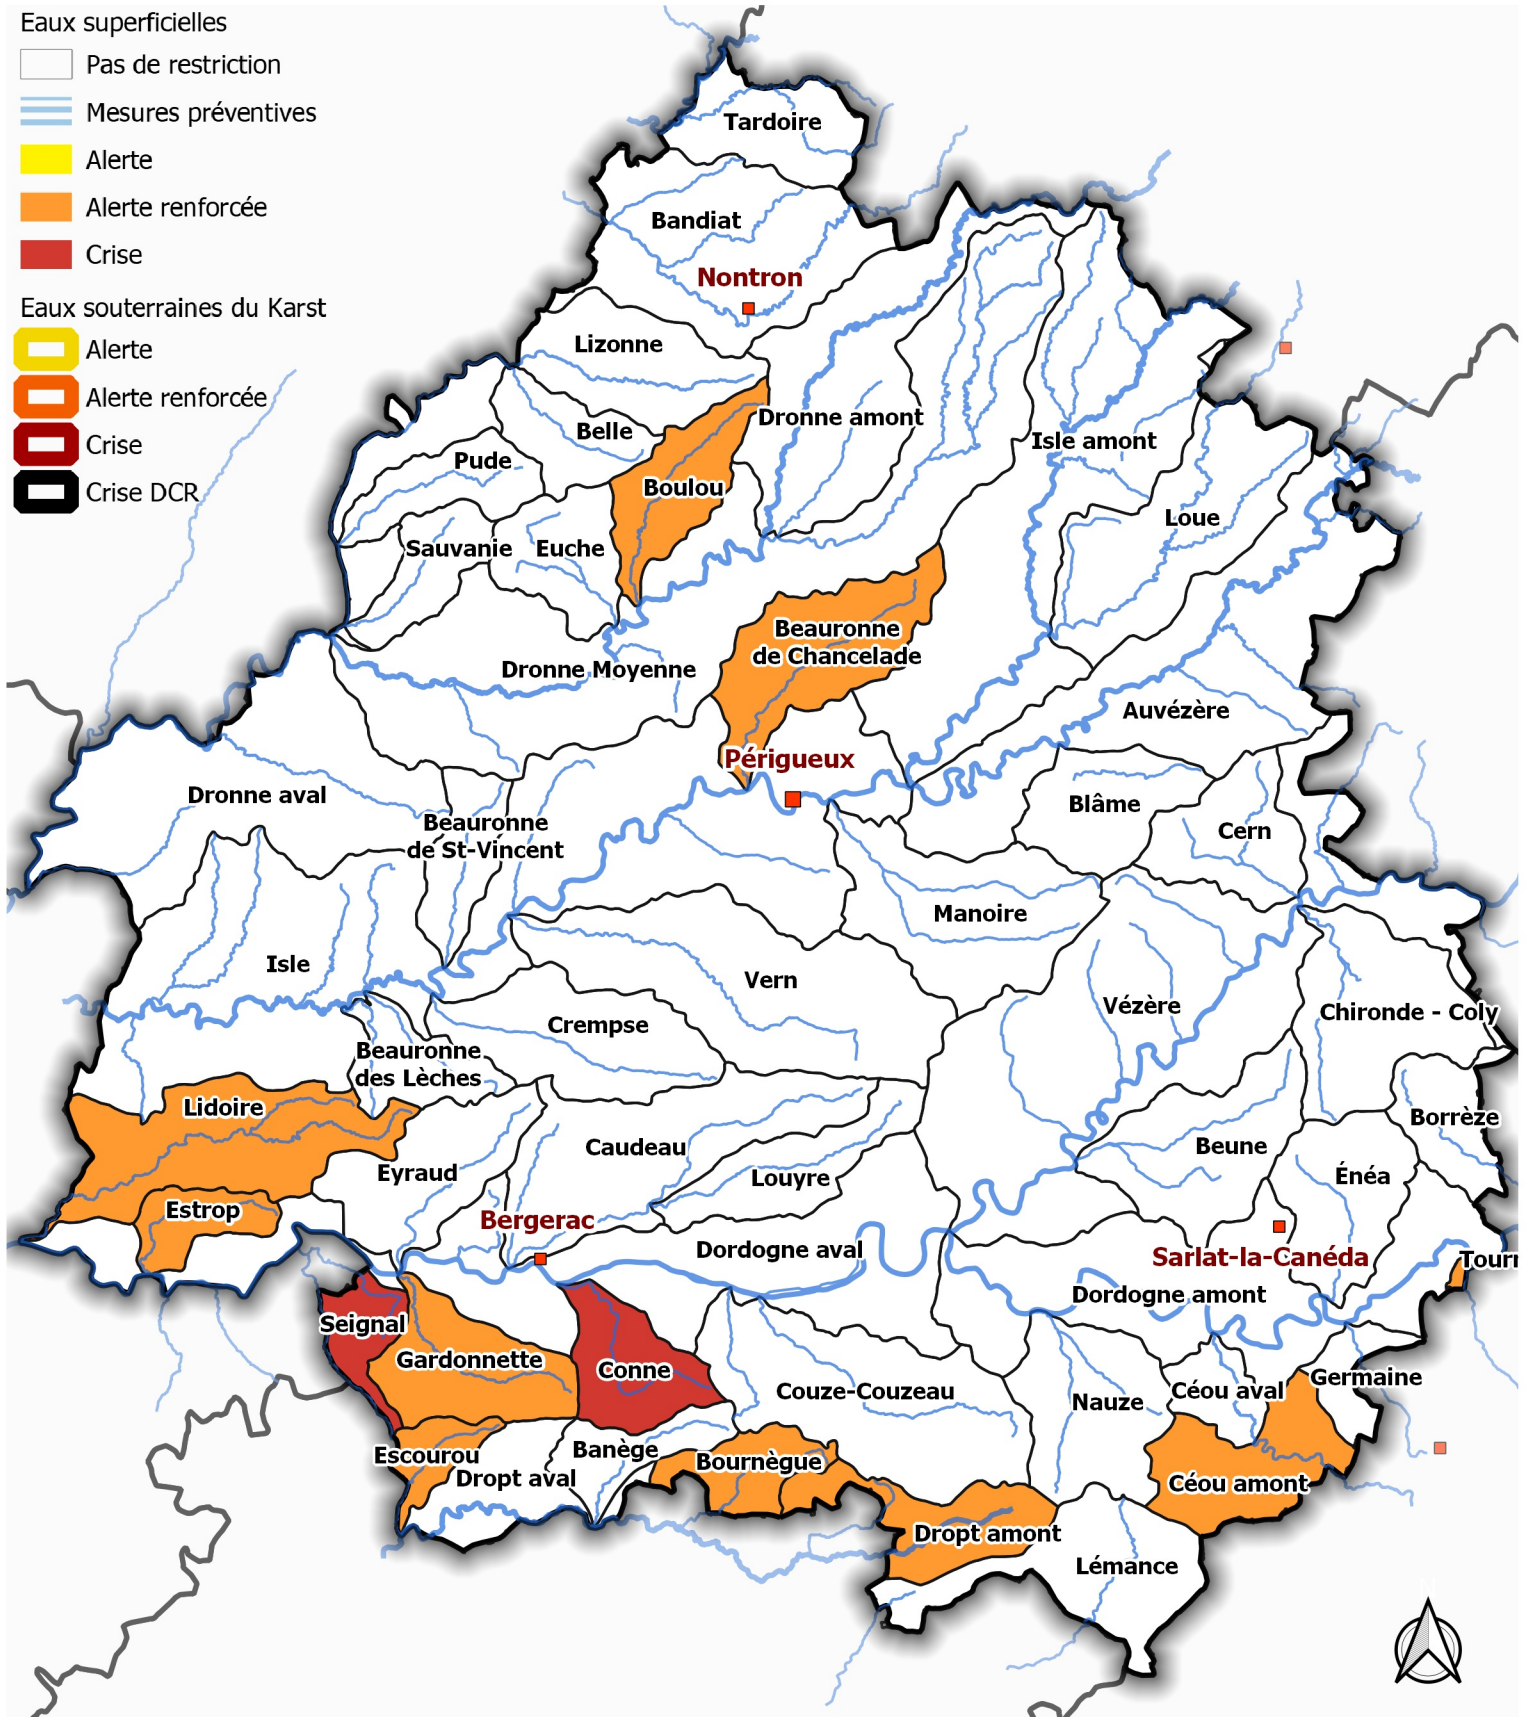 Eaux superficielles
Pas de restriction
Mesures préventives
Alerte
Alerte renforcée
Crise
Eaux souterraines du Karst
Alerte
Alerte renforcée
Crise
Crise DCR
Tardoire
Bandiat
Nontron
Lizonne
Belle
Dronne amont
Pude
Isle amont
Boulou
Loue
Sauvanie
Euche
Beauronne
de Chancelade
Dronne Moyenne
Auvézère
Périgueux
Dronne aval
Blâme
Beauronne
de St-Vincent
Cern
Manoire
Isle
Vern
Vézère
Chironde - Coly
Crempse
Beauronne
des Lèches
Lidoire
Borrèze
Caudeau
Beune
Eyraud
Louyre
Énéa
Estrop
Bergerac
Dordogne aval
Sarlat-la-Canéda
Tourn
Dordogne amont
Seignal
Gardonnette
Conne
Germaine
Couze-Couzeau
Céou aval
Nauze
Escourou
Banège
Bournègue
Dropt aval
Céou amont
Dropt amont
Lémance
N